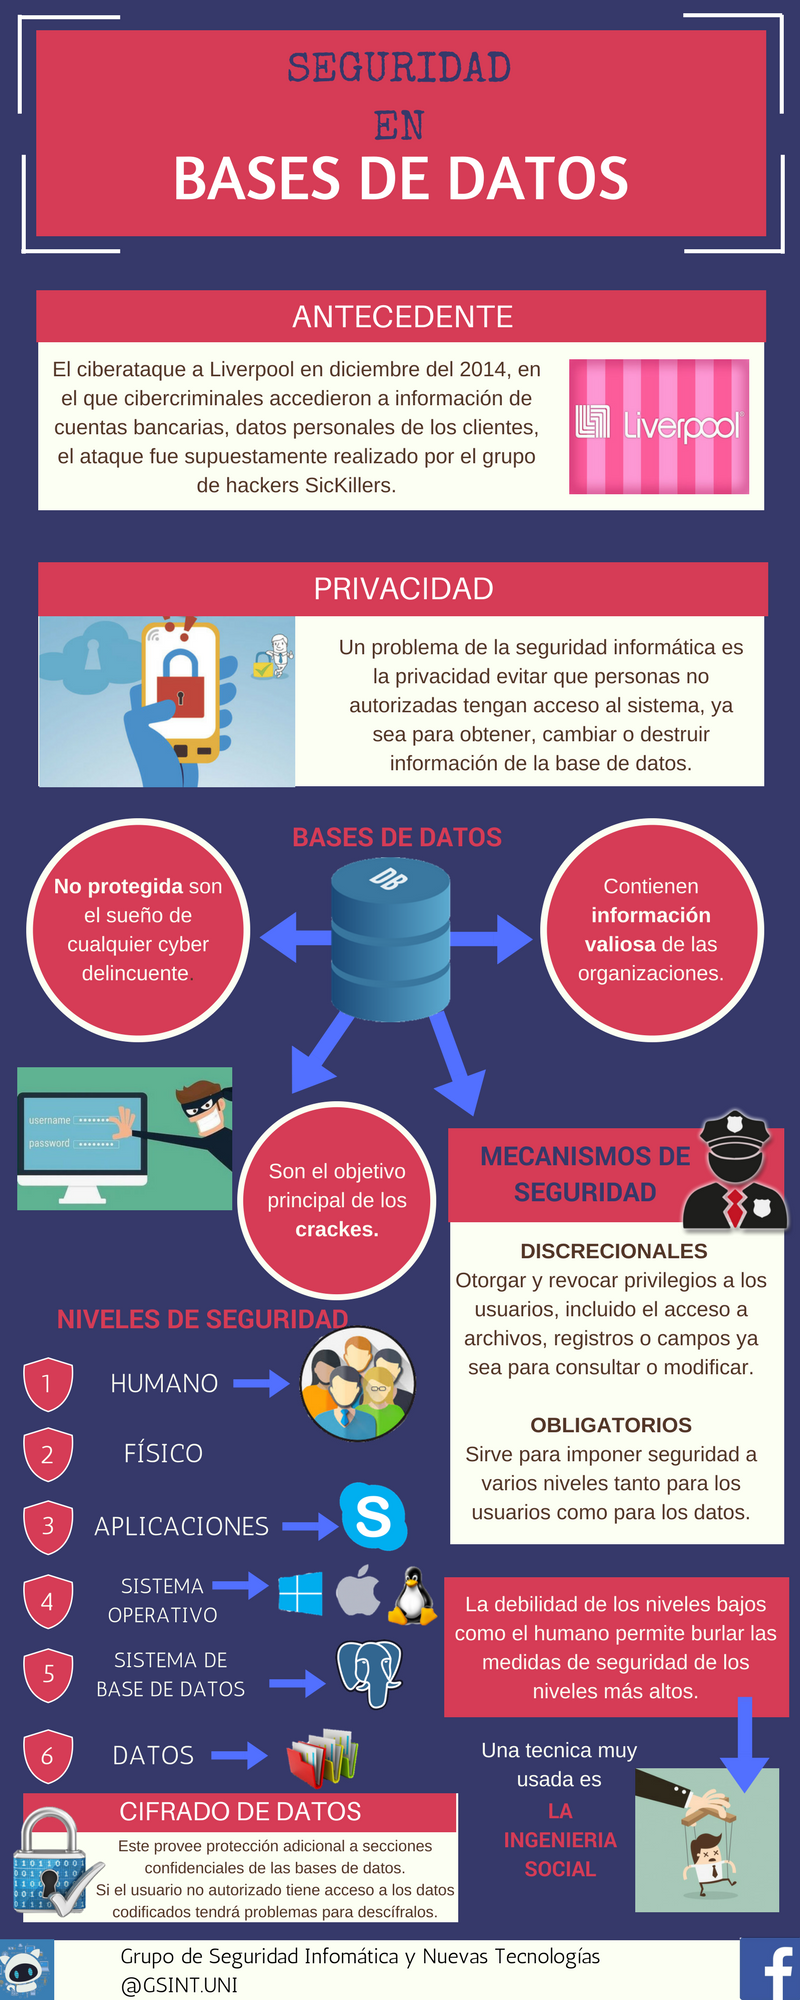 SEGURIDAD
EN
BASES DE DATOS
ANTECEDENTE
El ciberataque a Liverpool en diciembre del 2014, en
el que cibercriminales accedieron a información de
cuentas bancarias, datos personales de los clientes,
el ataque fue supuestamente realizado por el grupo
de hackers SicKillers.
Liverpool
PRIVACIDAD
Un problema de la seguridad informática es
la privacidad evitar que personas no
autorizadas tengan acceso al sistema, ya
sea para obtener, cambiar o destruir
información de la base de datos.
BASES DE DATOS
DB
No protegida son
el sueño de
cualquier cyber
delincuente.
Contienen
información
valiosa de las
organizaciones.
username
password
Son el objetivo
principal de los
crackes.
MECANISMOS DE
SEGURIDAD
DISCRECIONALES
Otorgar y revocar privilegios a los
usuarios, incluido el acceso a
archivos, registros o campos ya
sea para consultar o modificar.
OBLIGATORIOS
Sirve para imponer seguridad a
varios niveles tanto para los
usuarios como para los datos.
NIVELES DE SEGURIDAD
1 HUMANO
2 FÍSICO
3 APLICACIONES
S
4 SISTEMA
OPERATIVO
5 SISTEMA DE
BASE DE DATOS
6 DATOS
La debilidad de los niveles bajos
como el humano permite burlar las
medidas de seguridad de los
niveles más altos.
Una tecnica muy
usada es
LA
INGENIERIA
SOCIAL
CIFRADO DE DATOS
Este provee protección adicional a secciones
confidenciales de las bases de datos.
Si el usuario no autorizado tiene acceso a los datos
codificados tendrá problemas para descífralos.
Grupo de Seguridad Infomática y Nuevas Tecnologías
@GSINT.UNI
f